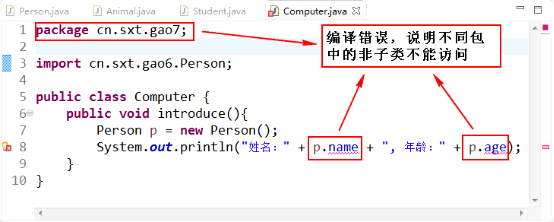 Person.java Animal.java Student.java Computer.java
1 package cn.sxt.gao7;
2
3 import cn.sxt.gao6.Person;
4
5 public class Computer {
6 public void introduce(){
7 Person p = new Person();
8 System.out.println("姓名:" + p.name + ", 年龄:" + p.age);
9 }
10 }
编译错误，说明不同包
中的非子类不能访问